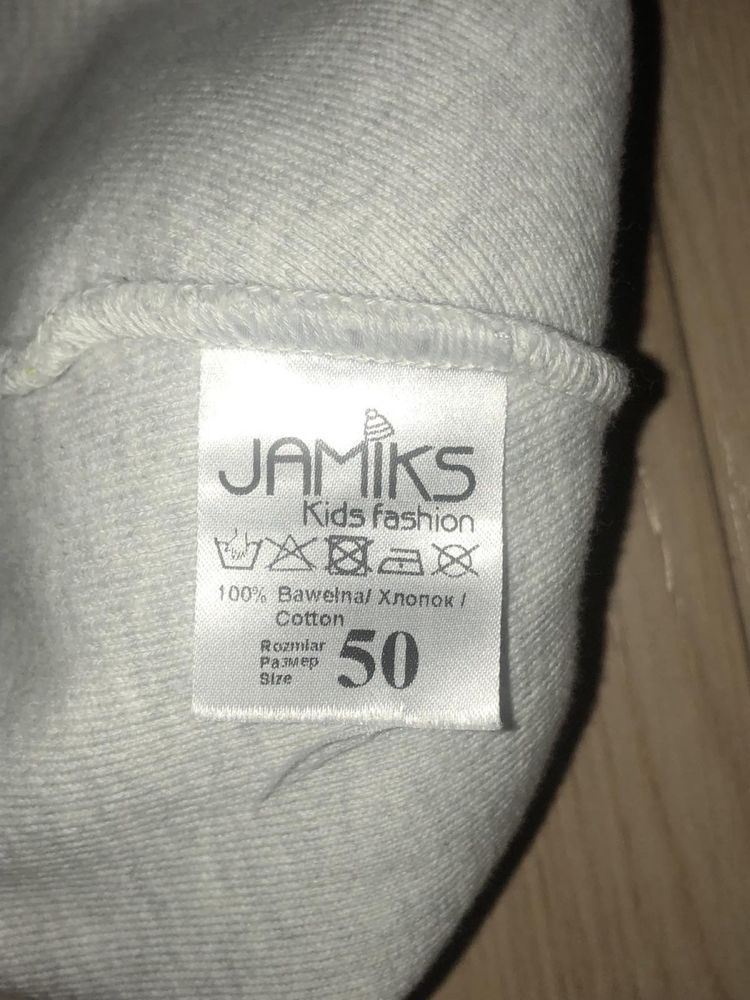 JAMIKS
Kids fashion
100% Bawełna/ Хлопок /
Cotton
Rozmiar
Размер
Size
50